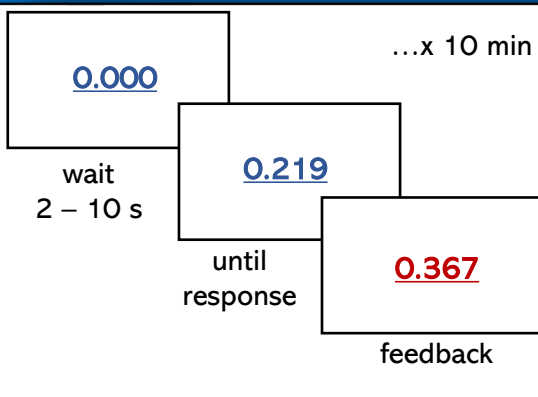 …x 10 min
0.000
wait
2 – 10 s
0.219
until
response
0.367
feedback